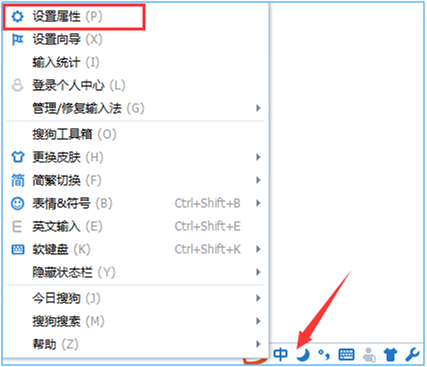 设置属性 (P)
设置向导 (X)
输入统计 (I)
登录个人中心 (L)
管理/修复输入法 (G)
搜狗工具箱 (O)
更换皮肤 (H)
简 简繁切换 (F)
表情&符号 (B) Ctrl+Shift+B
E 英文输入 (E) Ctrl+Shift+E
软键盘 (K) Ctrl+Shift+K
隐藏状态栏 (Y)
今日搜狗 (J)
搜狗搜索 (M)
帮助 (Z)
中 °,